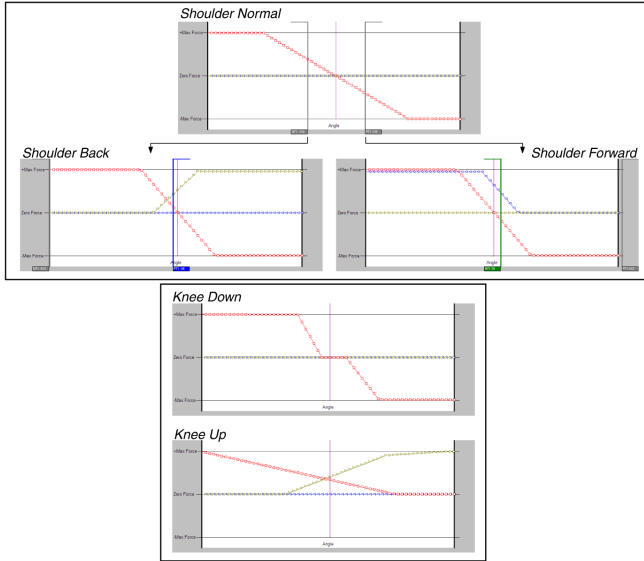 Shoulder Normal
+Max Force
Zero Force
-Max Force
Angle
Shoulder Back
Shoulder Forward
+Max Force
Zero Force
-Max Force
Angle
+Max Force
Zero Force
-Max Force
Angle
Knee Down
+Max Force
Zero Force
-Max Force
Angle
Knee Up
+Max Force
Zero Force
-Max Force
Angle